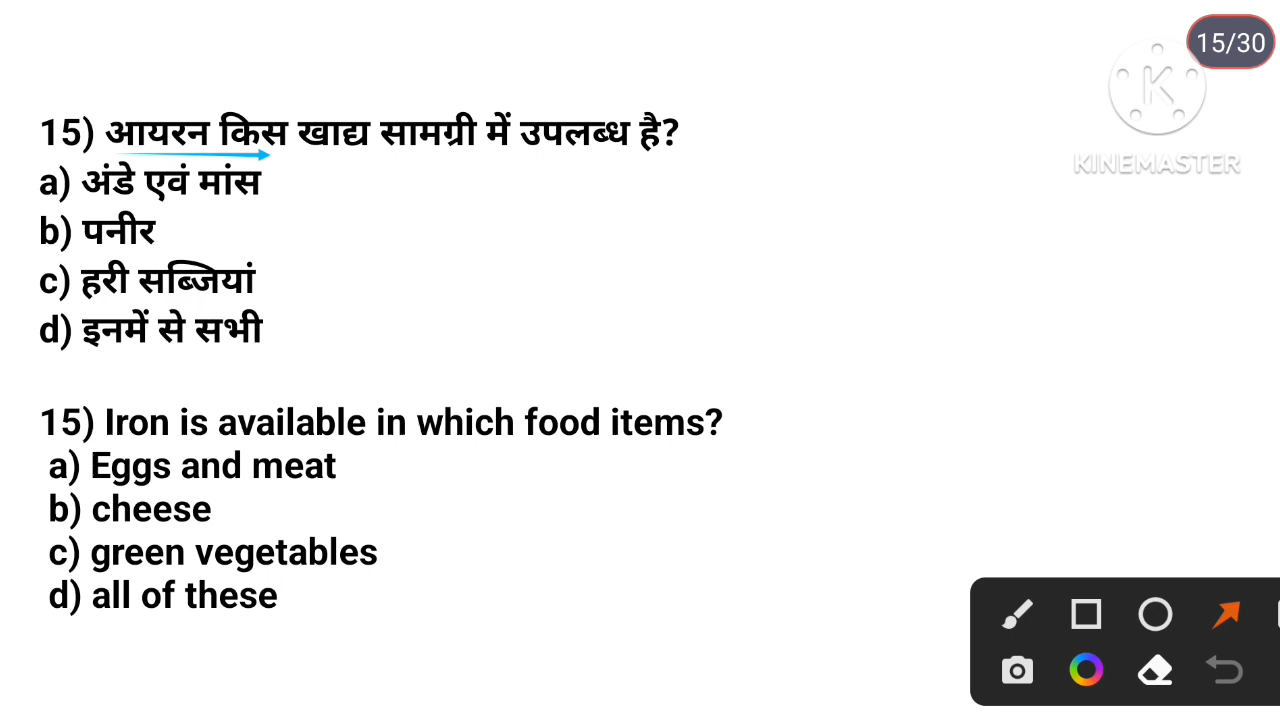 15/30
KINEMASTER
15) आयरन किस खाद्य सामग्री में उपलब्ध है?
a) अंडे एवं मांस
b) पनीर
c) हरी सब्जियां
d) इनमें से सभी
15) Iron is available in which food items?
a) Eggs and meat
b) cheese
c) green vegetables
d) all of these